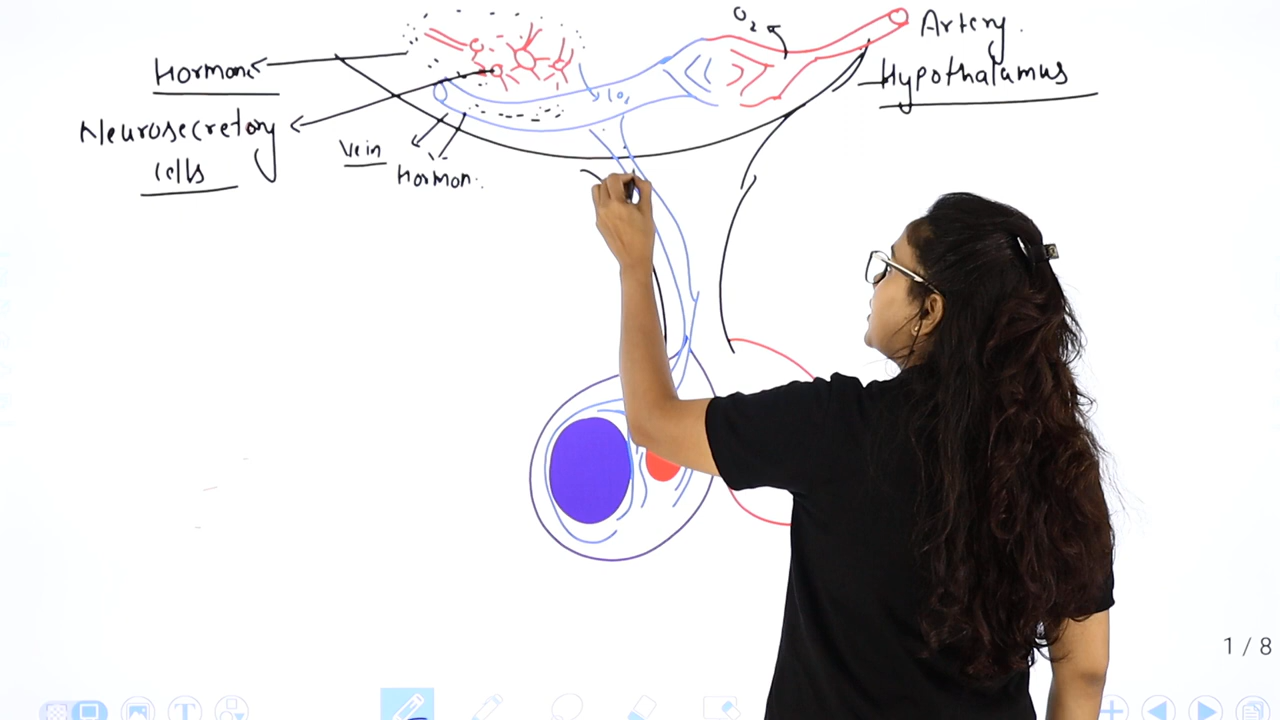 O2
Artery
Hypothalamus
Hormone
Neurosecretory
cells
Vein
Hormon.
1 / 8
T